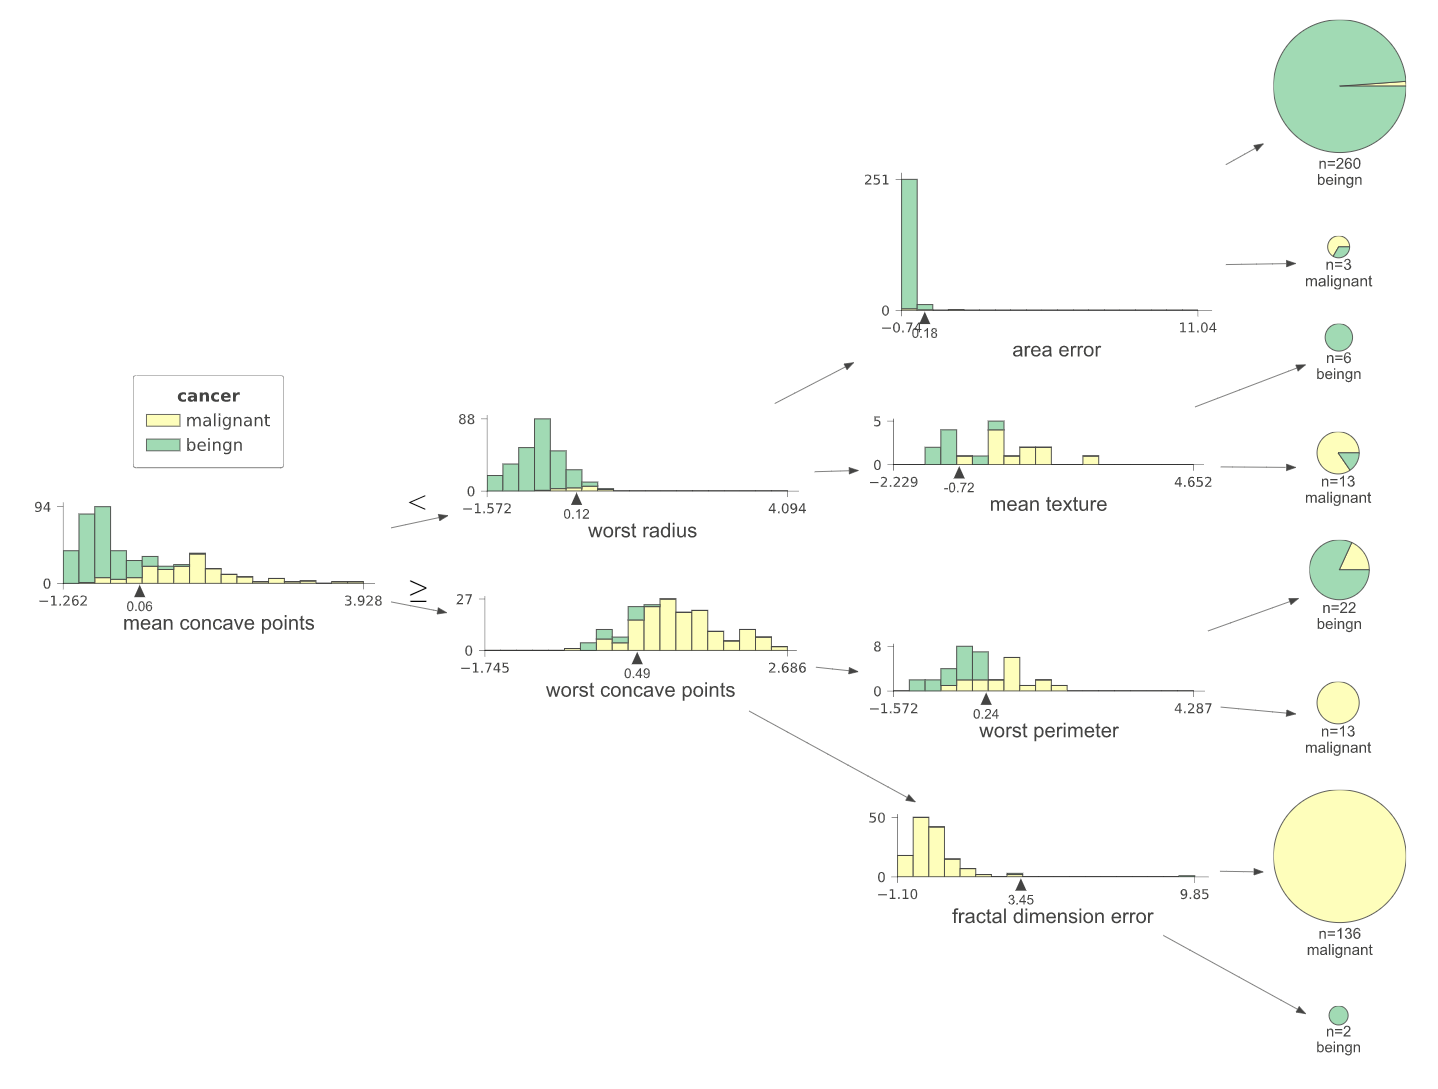 n=260
beingn
251
0
−0.74
0.18
11.04
area error
n=3
malignant
n=6
beingn
cancer
malignant
beingn
88
0
−1.572
0.12
4.094
worst radius
5
0
−2.229
-0.72
4.652
mean texture
n=13
malignant
<
94
0
−1.262
0.06
3.928
mean concave points
≥
27
0
−1.745
0.49
2.686
worst concave points
n=22
beingn
8
0
−1.572
0.24
4.287
worst perimeter
n=13
malignant
50
0
−1.10
3.45
9.85
fractal dimension error
n=136
malignant
n=2
beingn